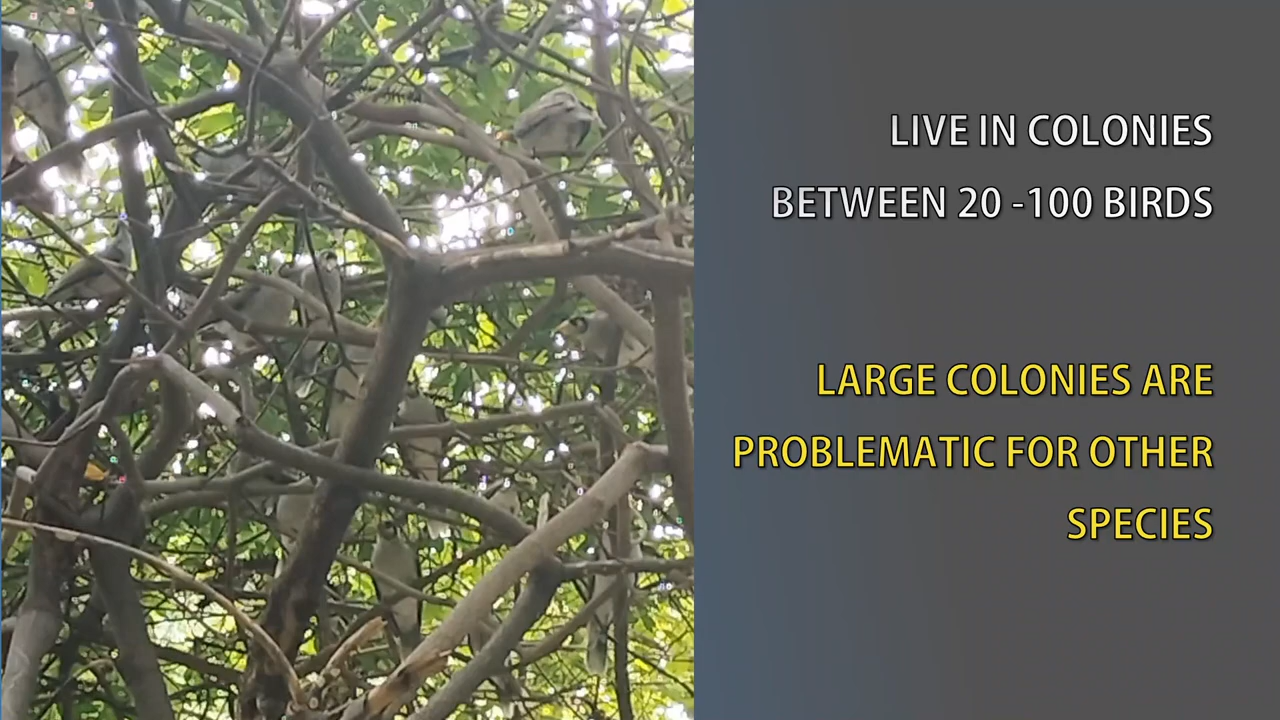 LIVE IN COLONIES
BETWEEN 20 -100 BIRDS
LARGE COLONIES ARE
PROBLEMATIC FOR OTHER
SPECIES